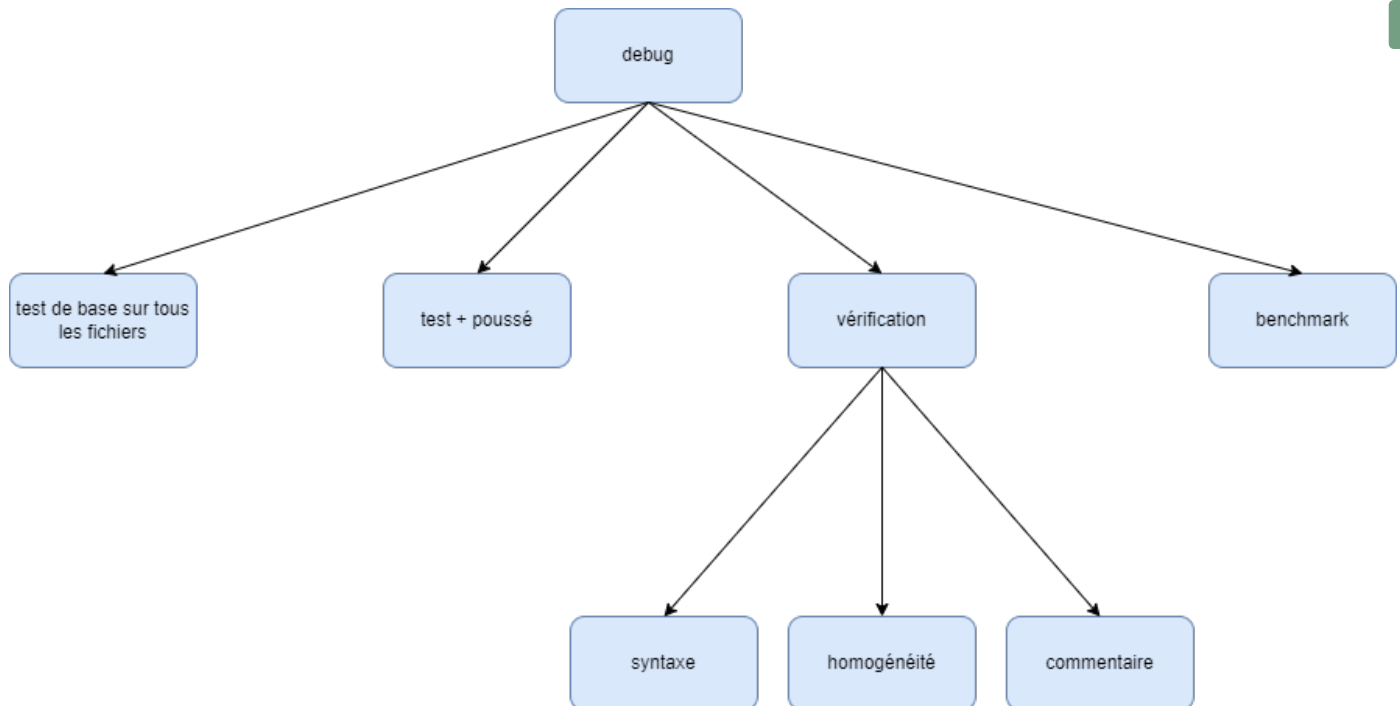 debug
test de base sur tous
les fichiers
test + poussé
vérification
benchmark
syntaxe
homogénéité
commentaire